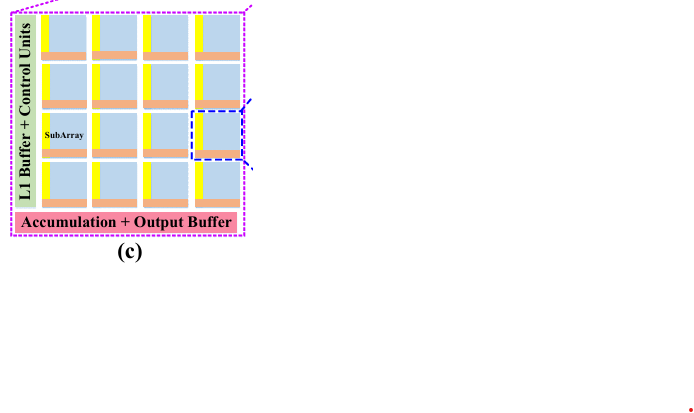 L1 Buffer + Control Units
SubArray
Accumulation + Output Buffer
(c)